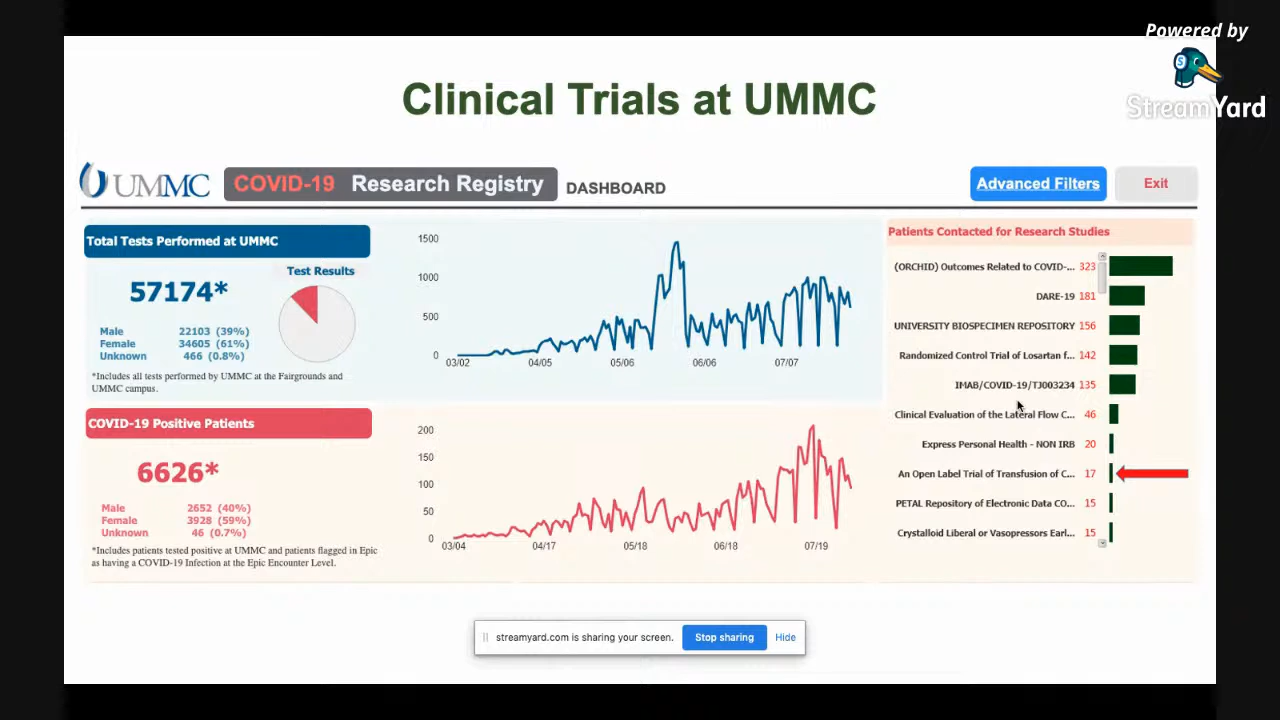 Powered by
StreamYard
Clinical Trials at UMMC
UMMC
COVID-19 Research Registry DASHBOARD
Advanced Filters
Exit
Total Tests Performed at UMMC
57174*
Test Results
Male 22103 (39%)
Female 34605 (61%)
Unknown 466 (0.8%)
*Includes all tests performed by UMMC at the Fairgrounds and
UMMC campus.
1500
1000
500
0
03/02 04/05 05/06 06/06 07/07
COVID-19 Positive Patients
6626*
Male 2652 (40%)
Female 3928 (59%)
Unknown 46 (0.7%)
*Includes patients tested positive at UMMC and patients flagged in Epic
as having a COVID-19 Infection at the Epic Encounter Level.
200
150
100
50
0
03/04 04/17 05/18 06/18 07/19
Patients Contacted for Research Studies
(ORCHID) Outcomes Related to COVID-... 323
DARE-19 181
UNIVERSITY BIOSPECIMEN REPOSITORY 156
Randomized Control Trial of Losartan f... 142
IMAB/COVID-19/TJ003234 135
Clinical Evaluation of the Lateral Flow C... 46
Express Personal Health - NON IRB 20
An Open Label Trial of Transfusion of C... 17
PETAL Repository of Electronic Data CO... 15
Crystalloid Liberal or Vasopressors Earl... 15
streamyard.com is sharing your screen.
Stop sharing
Hide